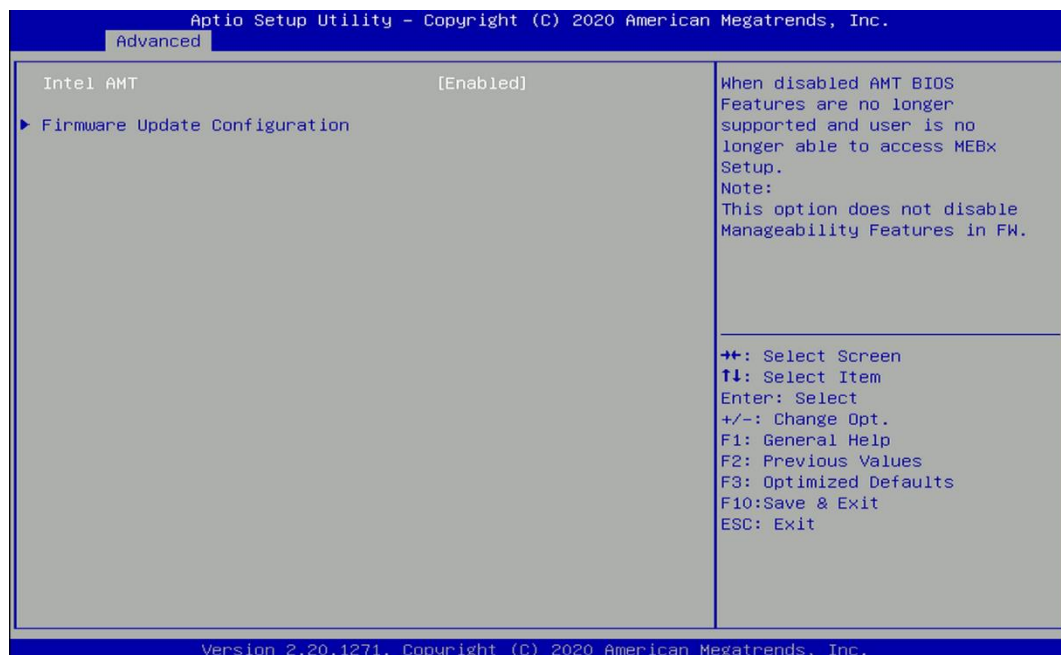 Aptio Setup Utility – Copyright (C) 2020 American Megatrends, Inc.
Advanced
Intel AMT [Enabled]
▶ Firmware Update Configuration
When disabled AMT BIOS
Features are no longer
supported and user is no
longer able to access MEBx
Setup.
Note:
This option does not disable
Manageability Features in FW.
→←: Select Screen
↑↓: Select Item
Enter: Select
+/-: Change Opt.
F1: General Help
F2: Previous Values
F3: Optimized Defaults
F10:Save & Exit
ESC: Exit
Version 2.20.1271. Copyright (C) 2020 American Megatrends, Inc.